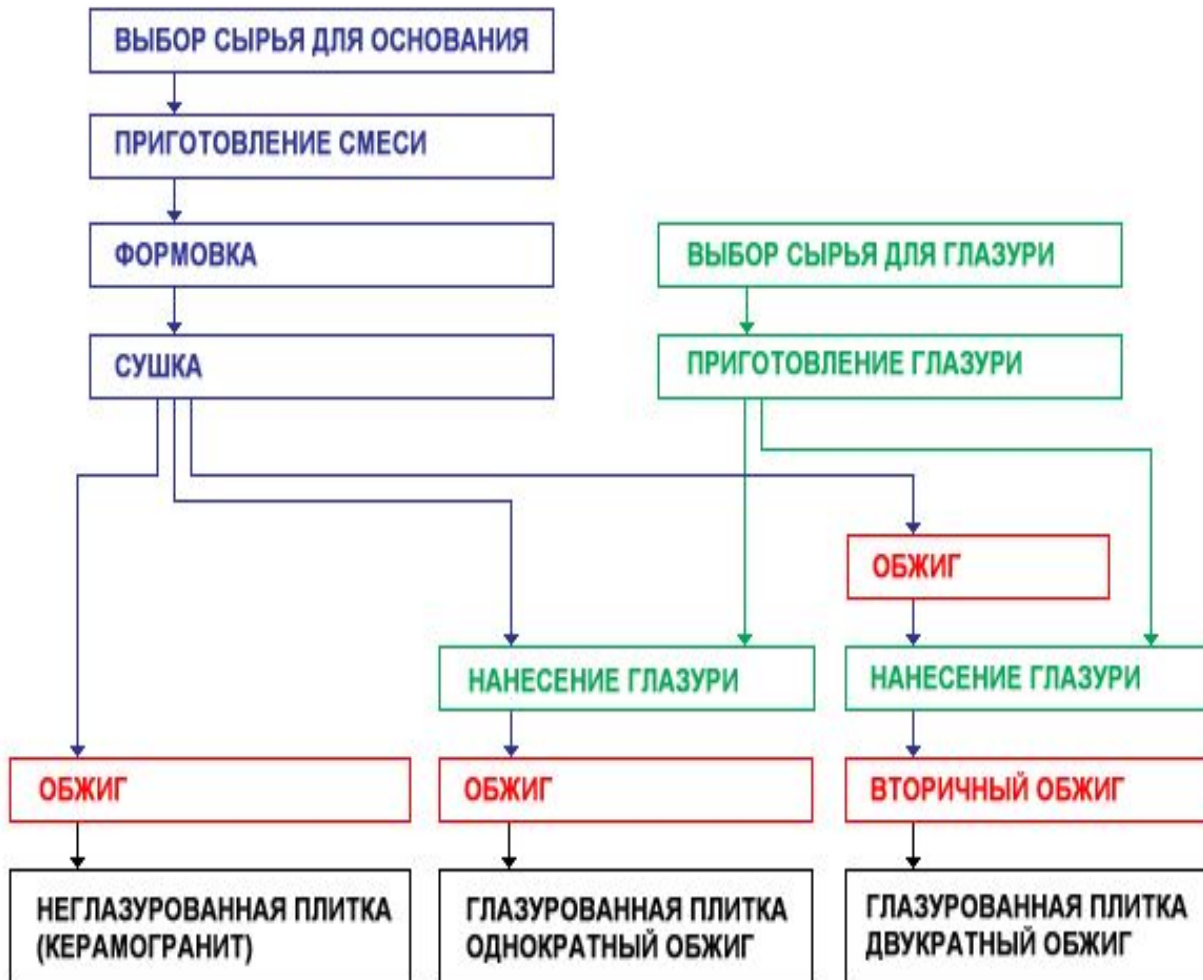 ВЫБОР СЫРЬЯ ДЛЯ ОСНОВАНИЯ
ПРИГОТОВЛЕНИЕ СМЕСИ
ФОРМОВКА
ВЫБОР СЫРЬЯ ДЛЯ ГЛАЗУРИ
СУШКА
ПРИГОТОВЛЕНИЕ ГЛАЗУРИ
ОБЖИГ
НАНЕСЕНИЕ ГЛАЗУРИ
НАНЕСЕНИЕ ГЛАЗУРИ
ОБЖИГ
ОБЖИГ
ВТОРИЧНЫЙ ОБЖИГ
НЕГЛАЗУРОВАННАЯ ПЛИТКА
(КЕРАМОГРАНИТ)
ГЛАЗУРОВАННАЯ ПЛИТКА
ОДНОКРАТНЫЙ ОБЖИГ
ГЛАЗУРОВАННАЯ ПЛИТКА
ДВУКРАТНЫЙ ОБЖИГ